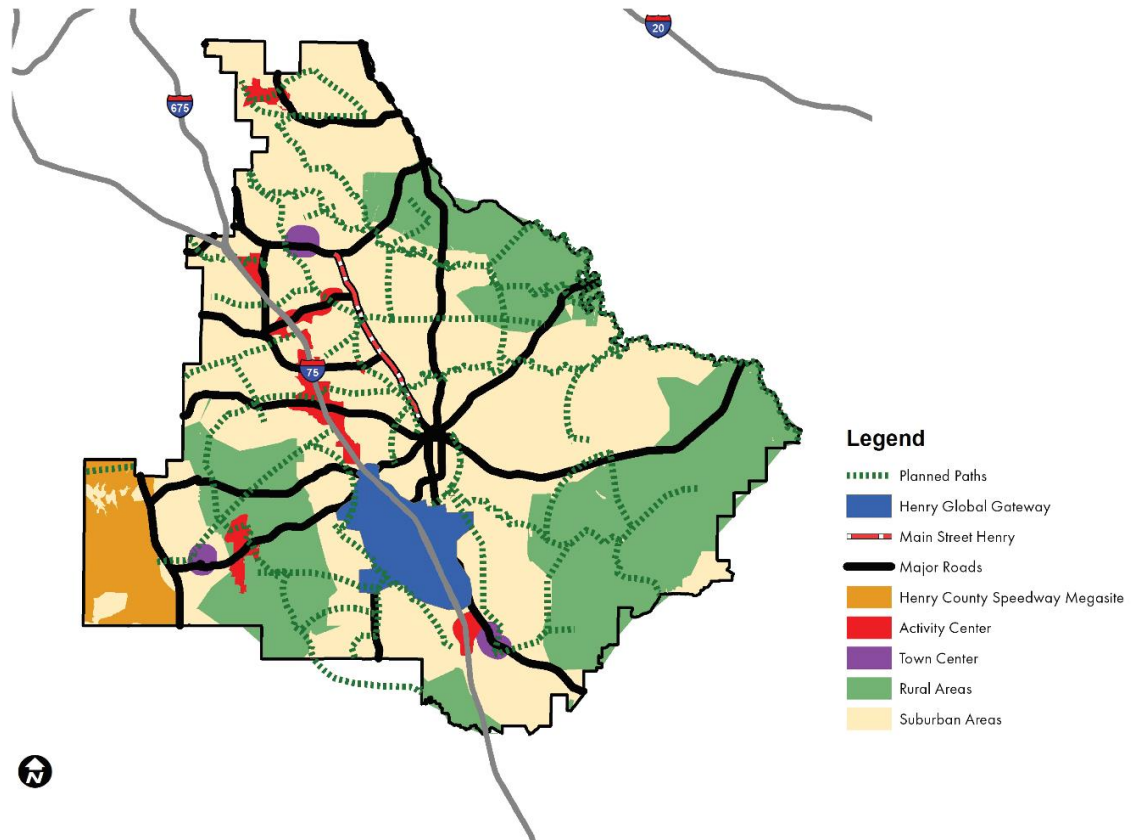 20
675
75
Legend
Planned Paths
Henry Global Gateway
Main Street Henry
Major Roads
Henry County Speedway Megasite
Activity Center
Town Center
Rural Areas
Suburban Areas
N